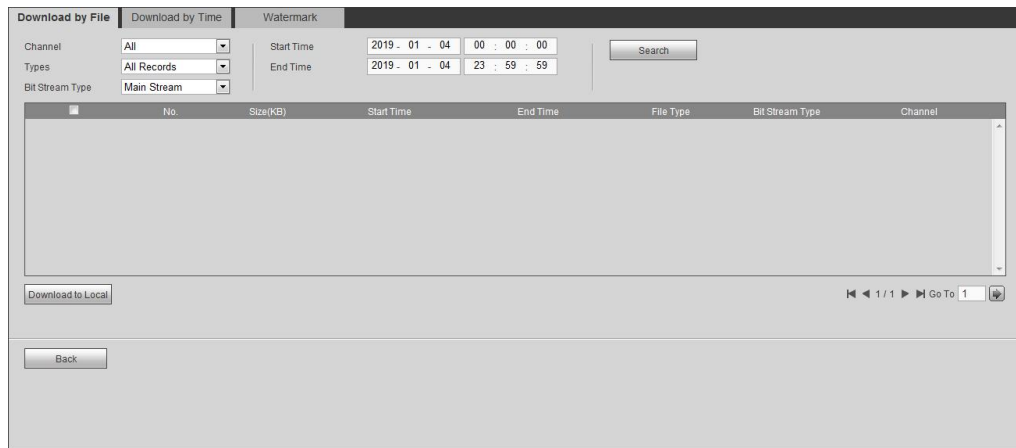 Download by File Download by Time Watermark
Channel All Start Time 2019 - 01 - 04 00 : 00 : 00 Search
Types All Records End Time 2019 - 01 - 04 23 : 59 : 59
Bit Stream Type Main Stream
No. Size(KB) Start Time End Time File Type Bit Stream Type Channel
Download to Local 1 / 1 Go To 1
Back